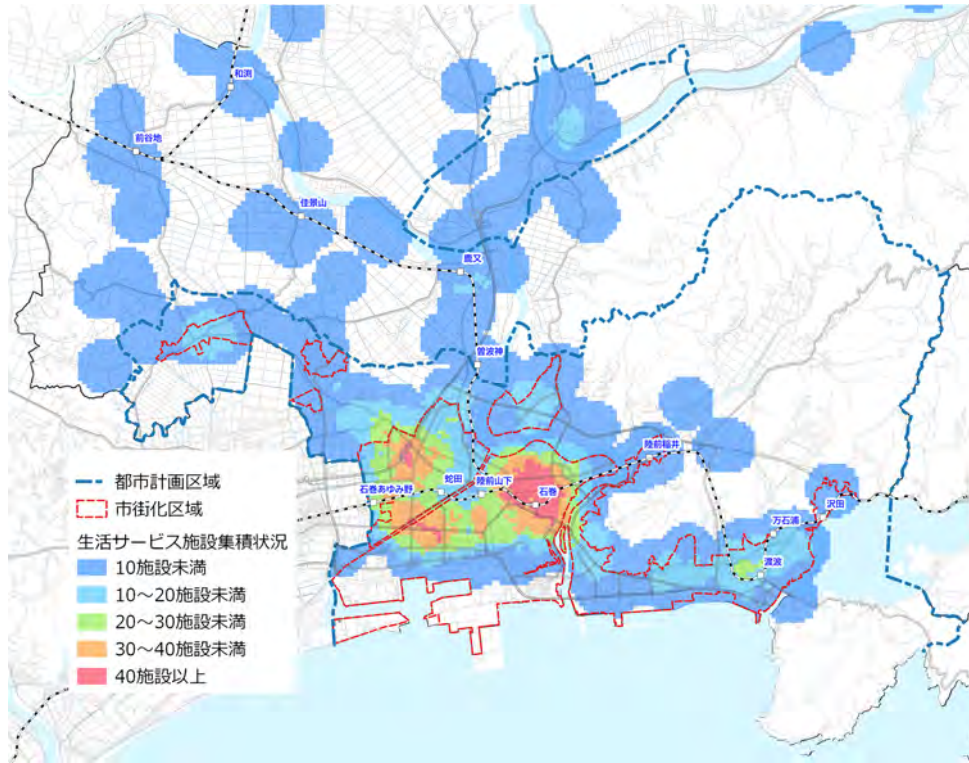 和渕
前谷地
佳景山
鹿又
曽波神
陸前稲井
石巻あゆみ野
蛇田
陸前山下
石巻
沢田
万石浦
渡波
都市計画区域
市街化区域
生活サービス施設集積状況
10施設未満
10～20施設未満
20～30施設未満
30～40施設未満
40施設以上